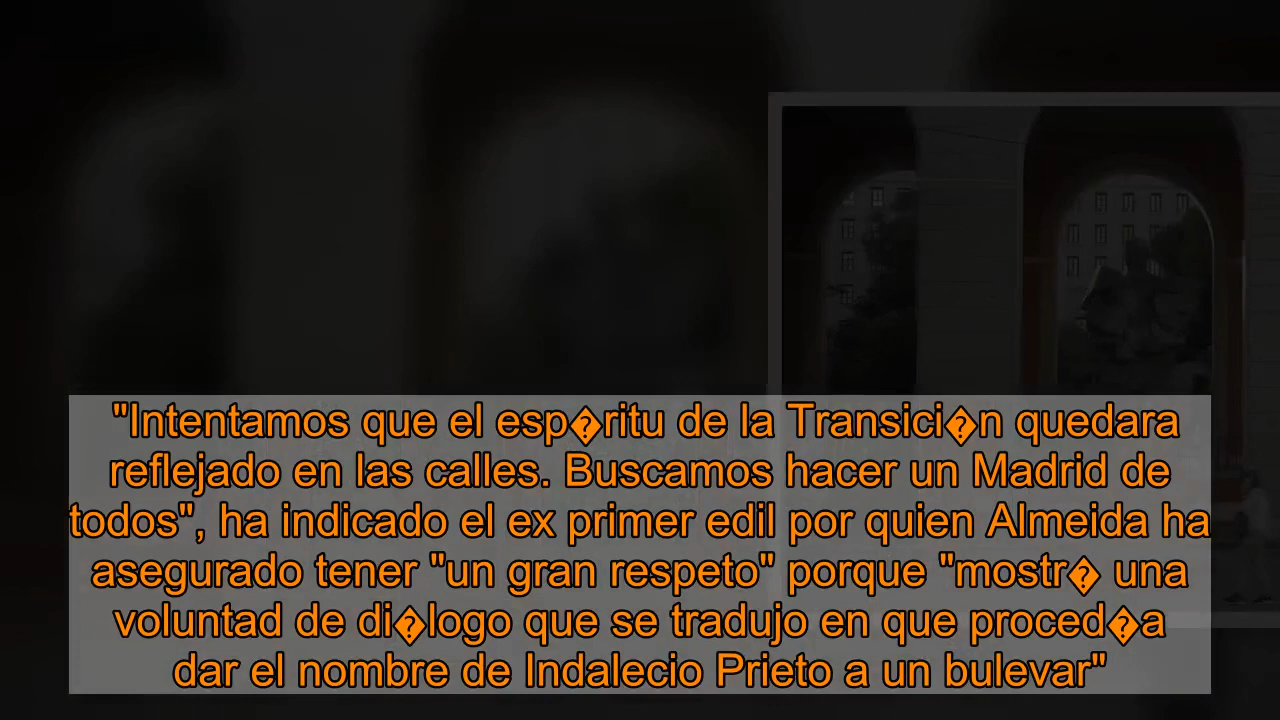 "Intentamos que el esp�ritu de la Transici�n quedara
reflejado en las calles. Buscamos hacer un Madrid de
todos", ha indicado el ex primer edil por quien Almeida ha
asegurado tener "un gran respeto" porque "mostr� una
voluntad de di�logo que se tradujo en que proced�a
dar el nombre de Indalecio Prieto a un bulevar"